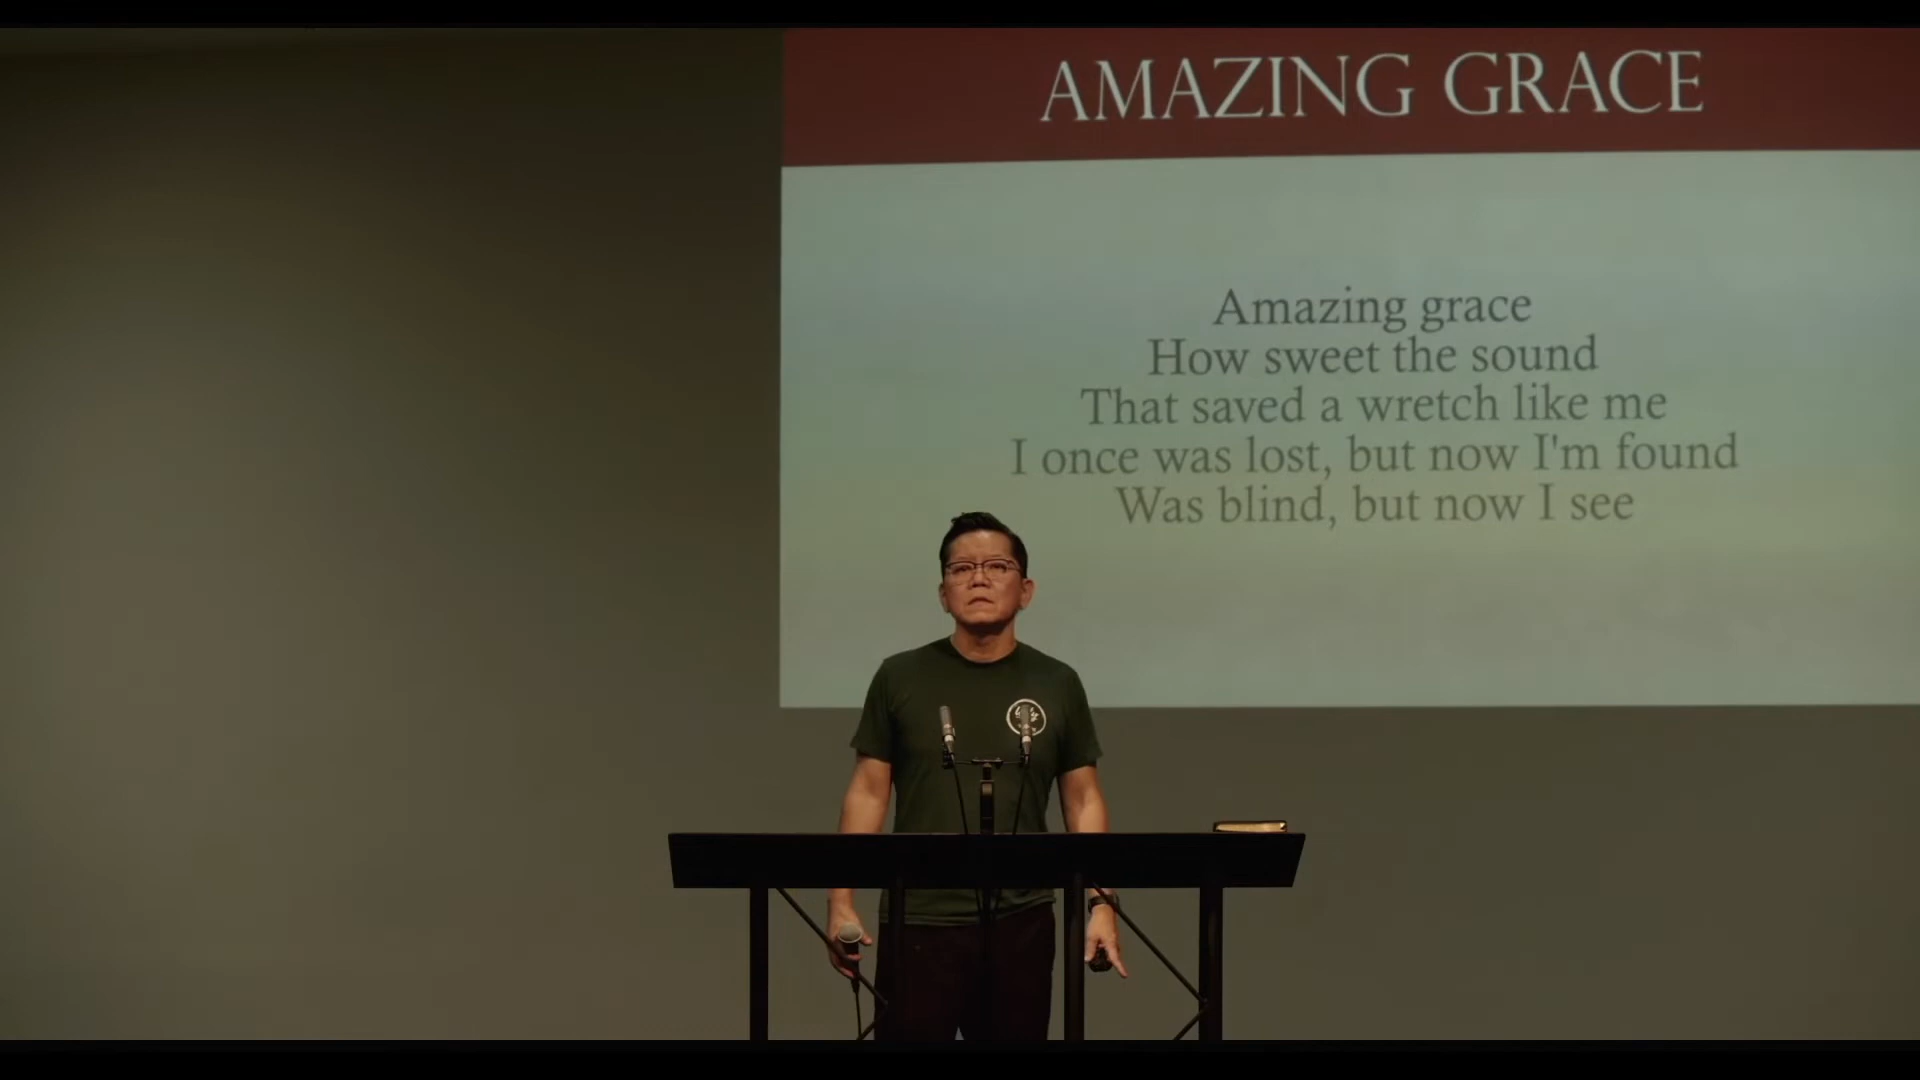 AMAZING GRACE
Amazing grace
How sweet the sound
That saved a wretch like me
I once was lost, but now I'm found
Was blind, but now I see